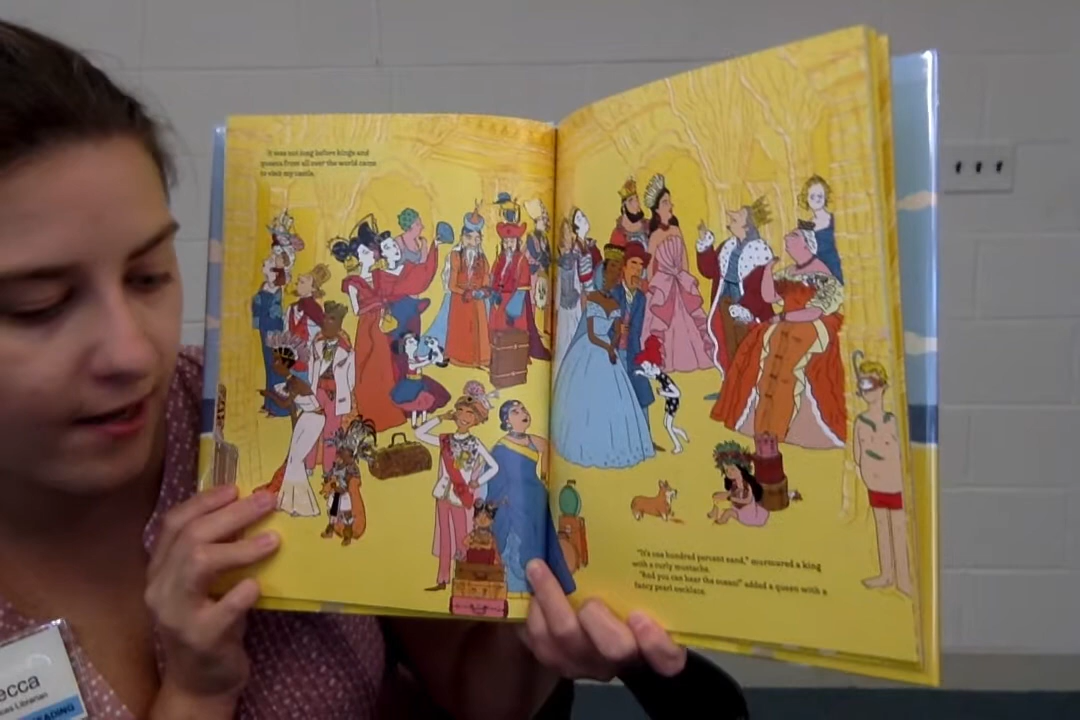 It was not long before kings and
queens from all over the world came
to visit my castle.
"It's one hundred percent sand," murmured a king
with a curly mustache.
"And you can hear the ocean!" added a queen with a
fancy pearl necklace.
ecca
Librarian
READING